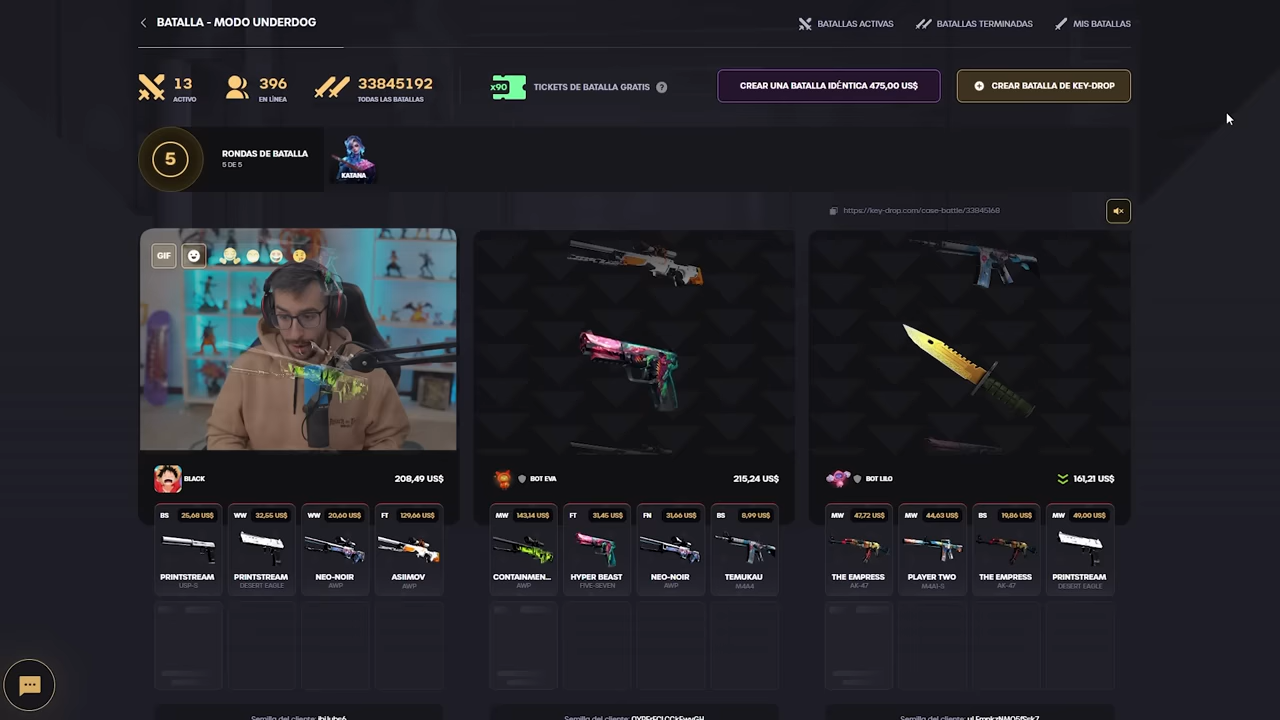 BATALLA - MODO UNDERDOG
BATALLAS ACTIVAS
BATALLAS TERMINADAS
MIS BATALLAS
13
ACTIVO
396
EN LÍNEA
33845192
TODAS LAS BATALLAS
x90
TICKETS DE BATALLA GRATIS ?
CREAR UNA BATALLA IDÉNTICA 475,00 US$
CREAR BATALLA DE KEY-DROP
5
RONDAS DE BATALLA
5 DE 5
KATANA
https://key-drop.com/case-battle/33845168
GIF
BLACK
208,49 US$
BOT EVA
215,24 US$
BOT LILO
161,21 US$
BS 25,68 US$
WW 32,55 US$
WW 20,60 US$
FT 129,66 US$
MW 143,14 US$
FT 31,45 US$
FN 31,66 US$
BS 8,99 US$
MW 47,72 US$
MW 44,63 US$
BS 19,86 US$
MW 49,00 US$
PRINTSTREAM
USP-S
PRINTSTREAM
DESERT EAGLE
NEO-NOIR
AWP
ASIIMOV
AWP
CONTAINMEN...
AWP
HYPER BEAST
FIVE-SEVEN
NEO-NOIR
AWP
TEMUKAU
M4A4
THE EMPRESS
AK-47
PLAYER TWO
M4A1-S
THE EMPRESS
AK-47
PRINTSTREAM
DESERT EAGLE
Semilla del cliente:
Semilla del cliente:
Semilla del cliente: